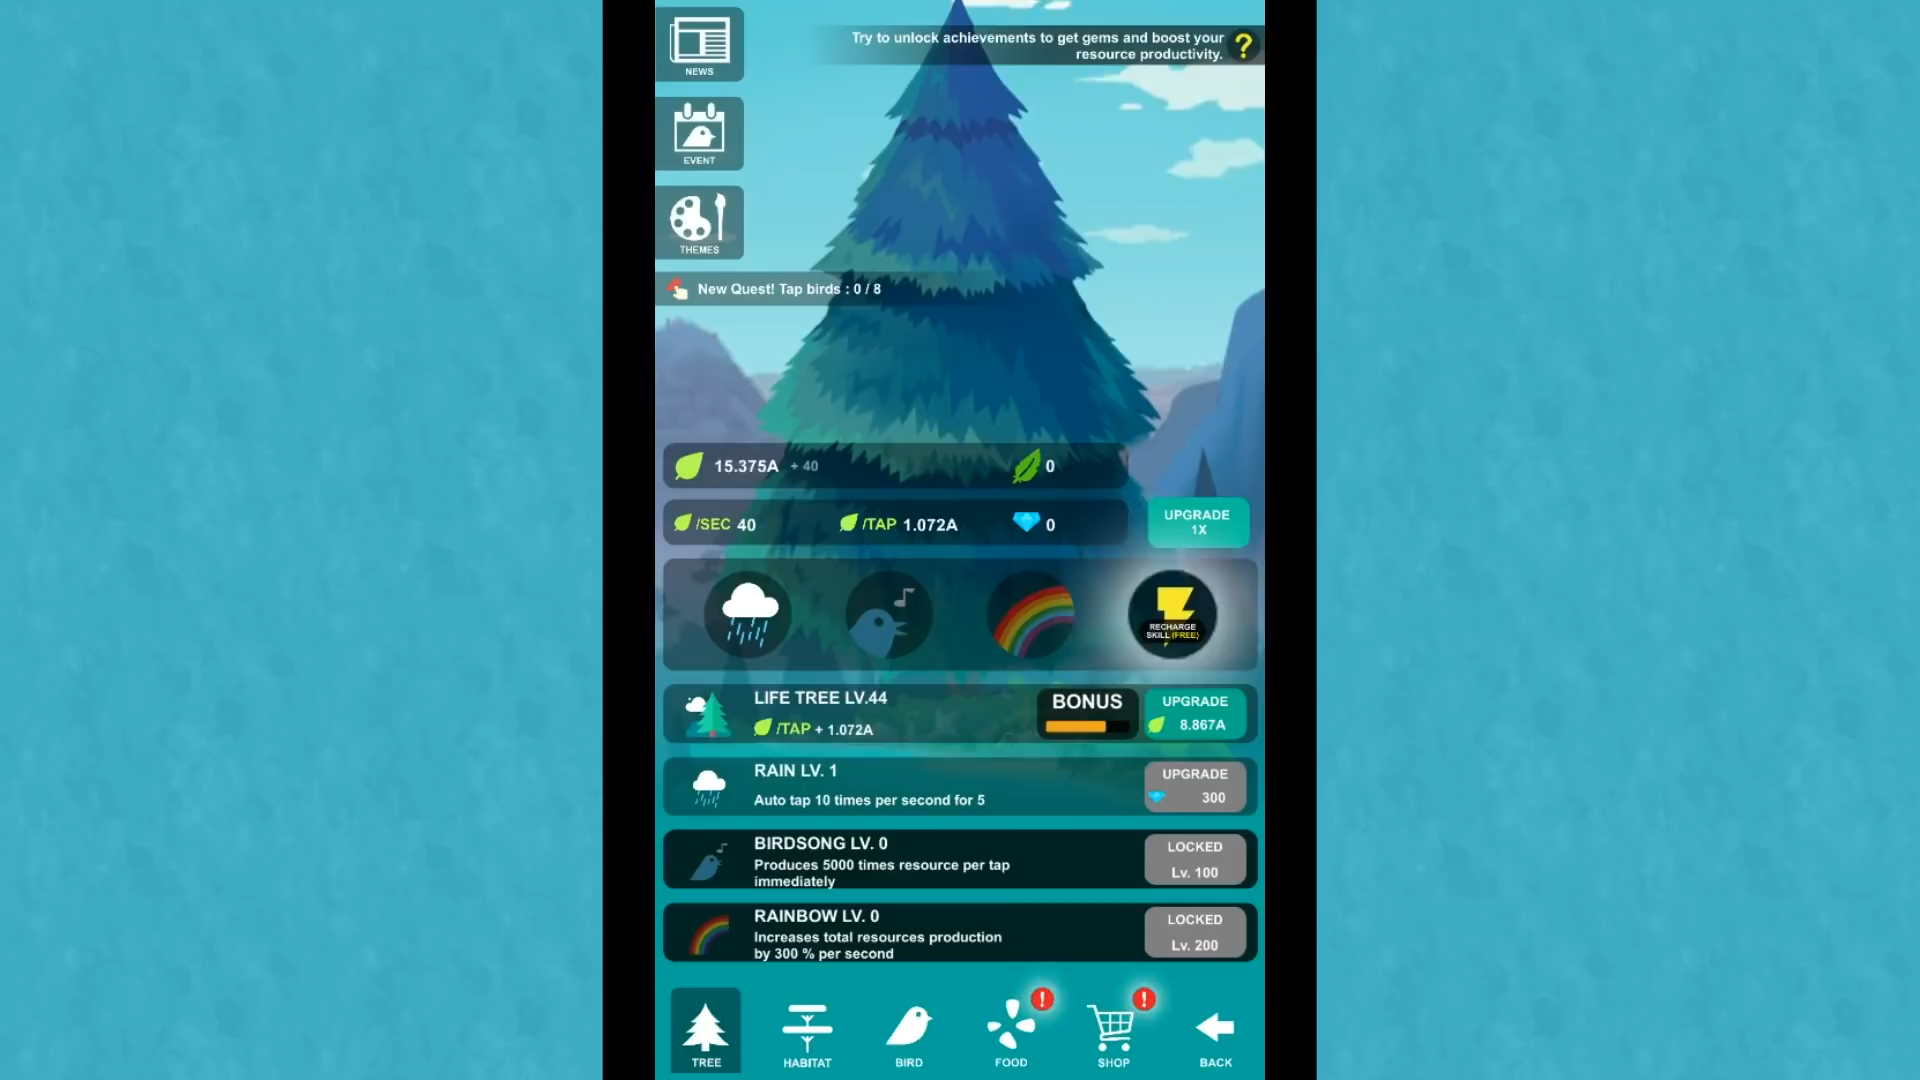 NEWS
Try to unlock achievements to get gems and boost your
resource productivity.
?
EVENT
THEMES
New Quest! Tap birds : 0 / 8
15.375A + 40
0
/SEC 40
/TAP 1.072A
0
UPGRADE
1X
RECHARGE
SKILL (FREE)
LIFE TREE LV.44
/TAP + 1.072A
BONUS
UPGRADE
8.867A
RAIN LV. 1
Auto tap 10 times per second for 5
UPGRADE
300
BIRDSONG LV. 0
Produces 5000 times resource per tap
immediately
LOCKED
Lv. 100
RAINBOW LV. 0
Increases total resources production
by 300 % per second
LOCKED
Lv. 200
!
!
TREE
HABITAT
BIRD
FOOD
SHOP
BACK